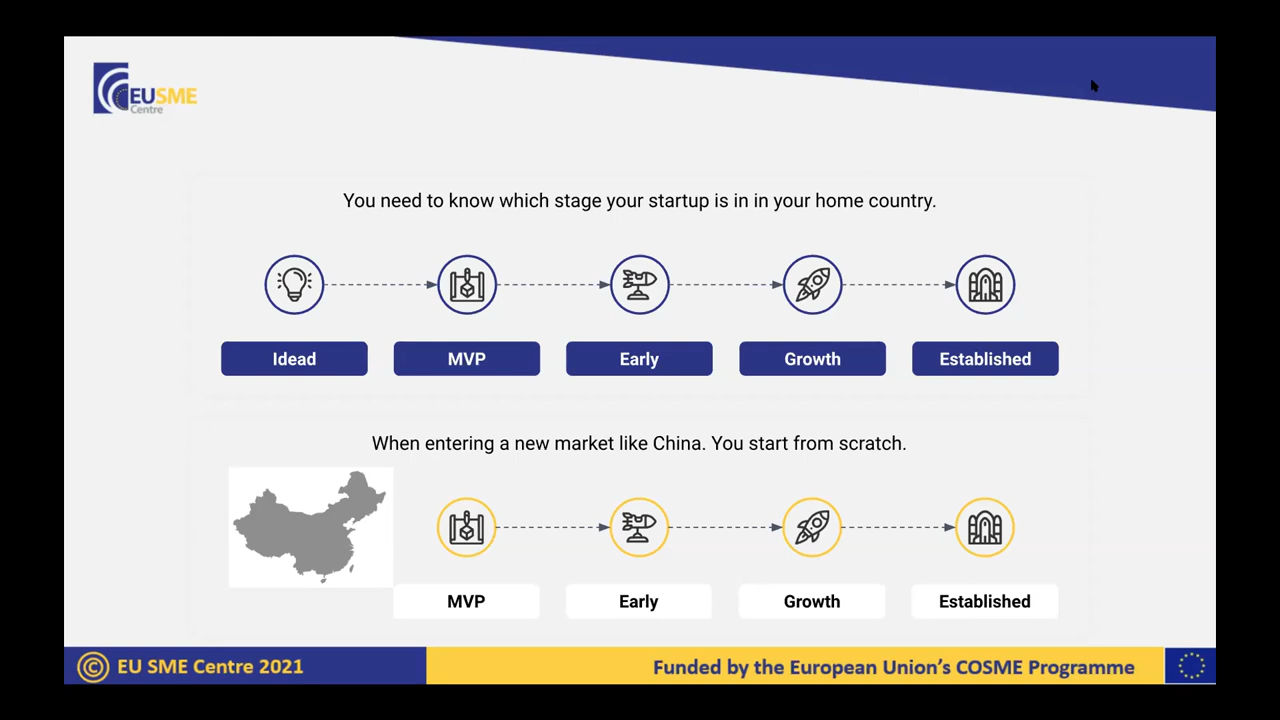 EUSME
Centre
You need to know which stage your startup is in in your home country.
Idead MVP Early Growth Established
When entering a new market like China. You start from scratch.
MVP Early Growth Established
© EU SME Centre 2021 Funded by the European Union's COSME Programme